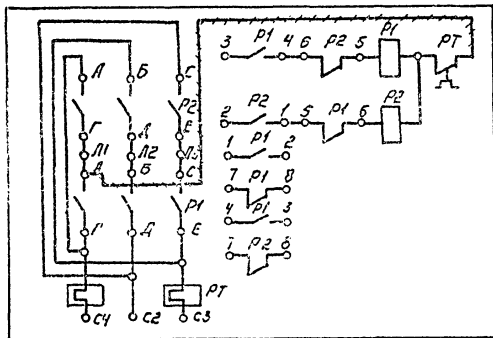 А Б С
3 Р1 4 6 Р2 5 Р1 РТ
Р2
2 Р2 1 5 Р1 6 Р2
Г Д Е
Л1 Л2 Л3
А Б С
1 Р1 2
7 Р1 8
Р1
4 Р1 3
Г Д Е
7 Р2 8
РТ
С4 С2 С3